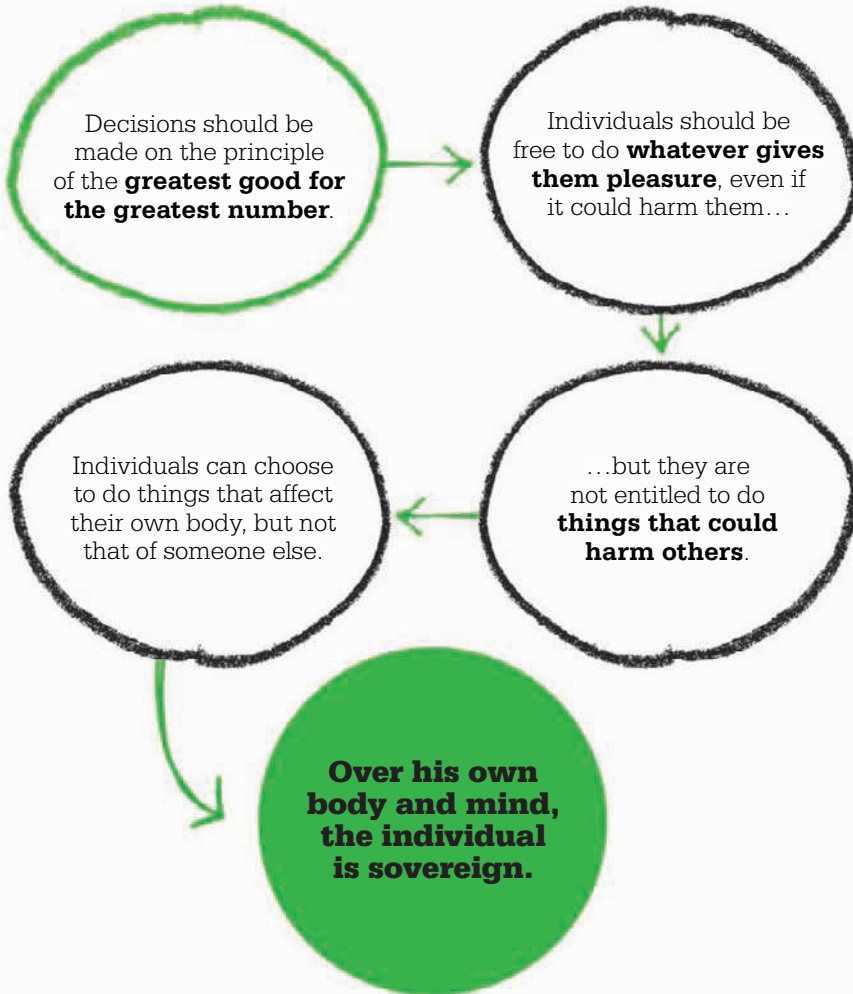 Decisions should be
made on the principle
of the greatest good for
the greatest number.
Individuals should be
free to do whatever gives
them pleasure, even if
it could harm them…
…but they are
not entitled to do
things that could
harm others.
Individuals can choose
to do things that affect
their own body, but not
that of someone else.
Over his own
body and mind,
the individual
is sovereign.